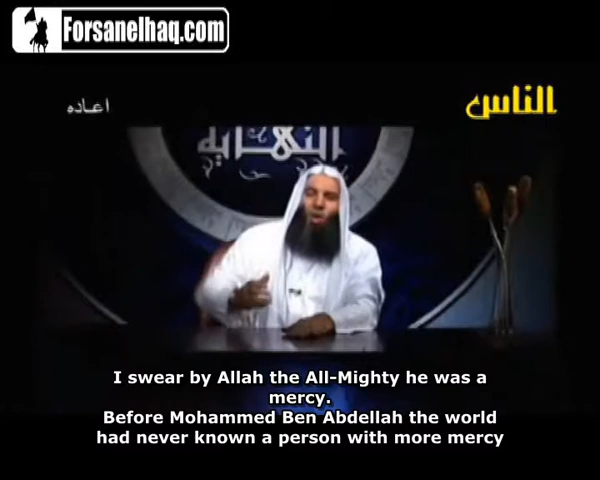 Forsanelhaq.com
اعاده
الناس
النهاية
I swear by Allah the All-Mighty he was a
mercy.
Before Mohammed Ben Abdellah the world
had never known a person with more mercy